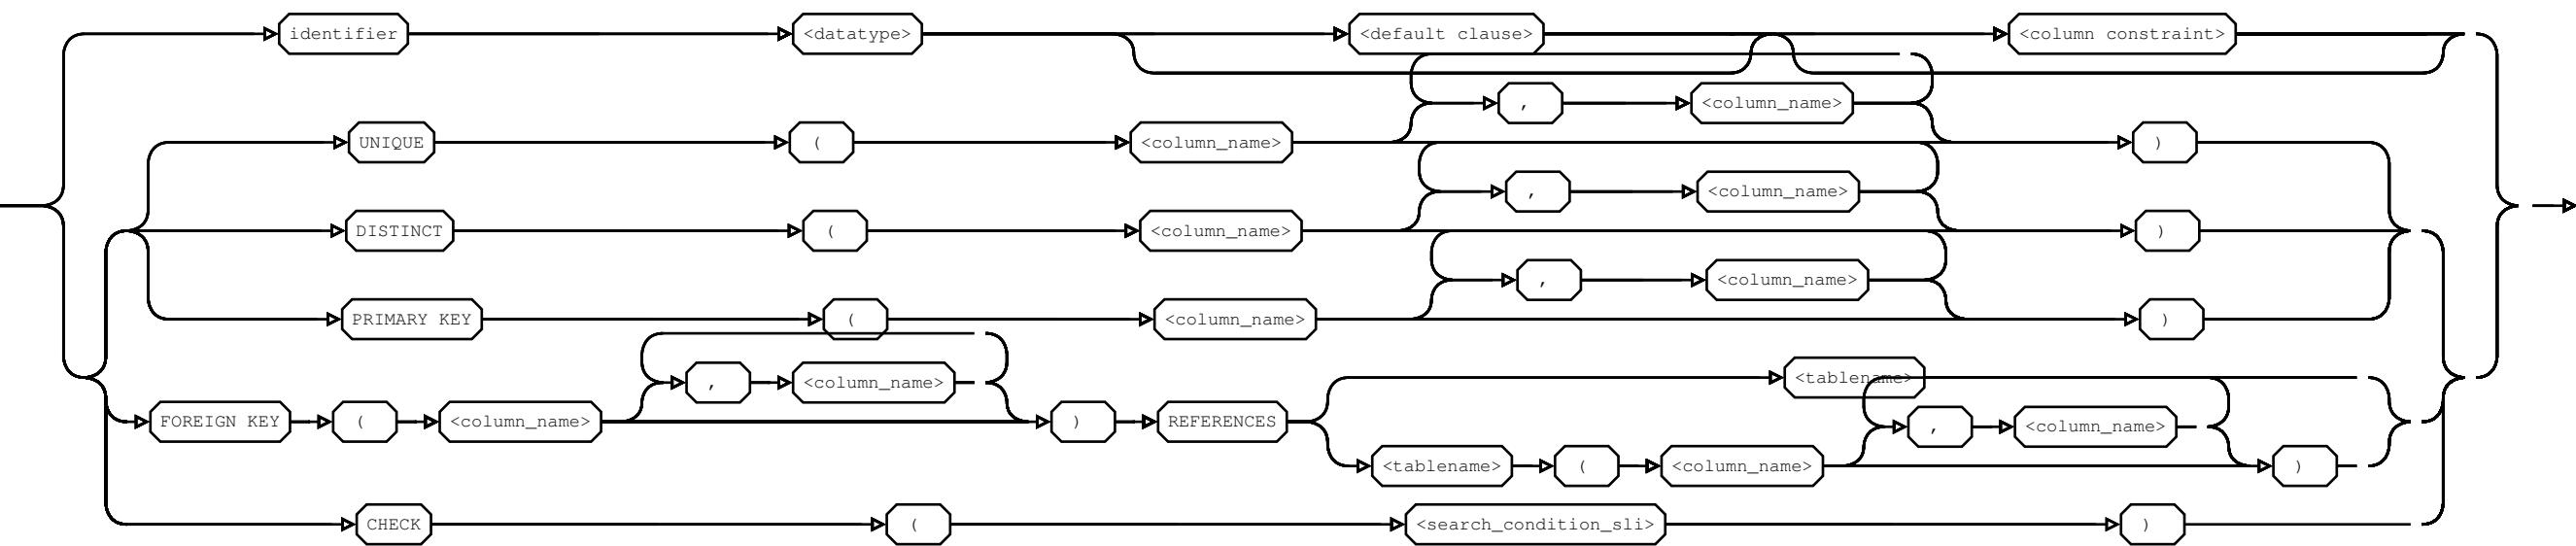 identifier <datatype> <default clause> <column constraint>
, <column_name>
UNIQUE ( <column_name> )
, <column_name>
DISTINCT ( <column_name> )
, <column_name>
PRIMARY KEY ( <column_name> )
<tablename>
, <column_name>
FOREIGN KEY ( <column_name> ) REFERENCES
, <column_name>
<tablename> ( <column_name> )
CHECK ( <search_condition_sli> )